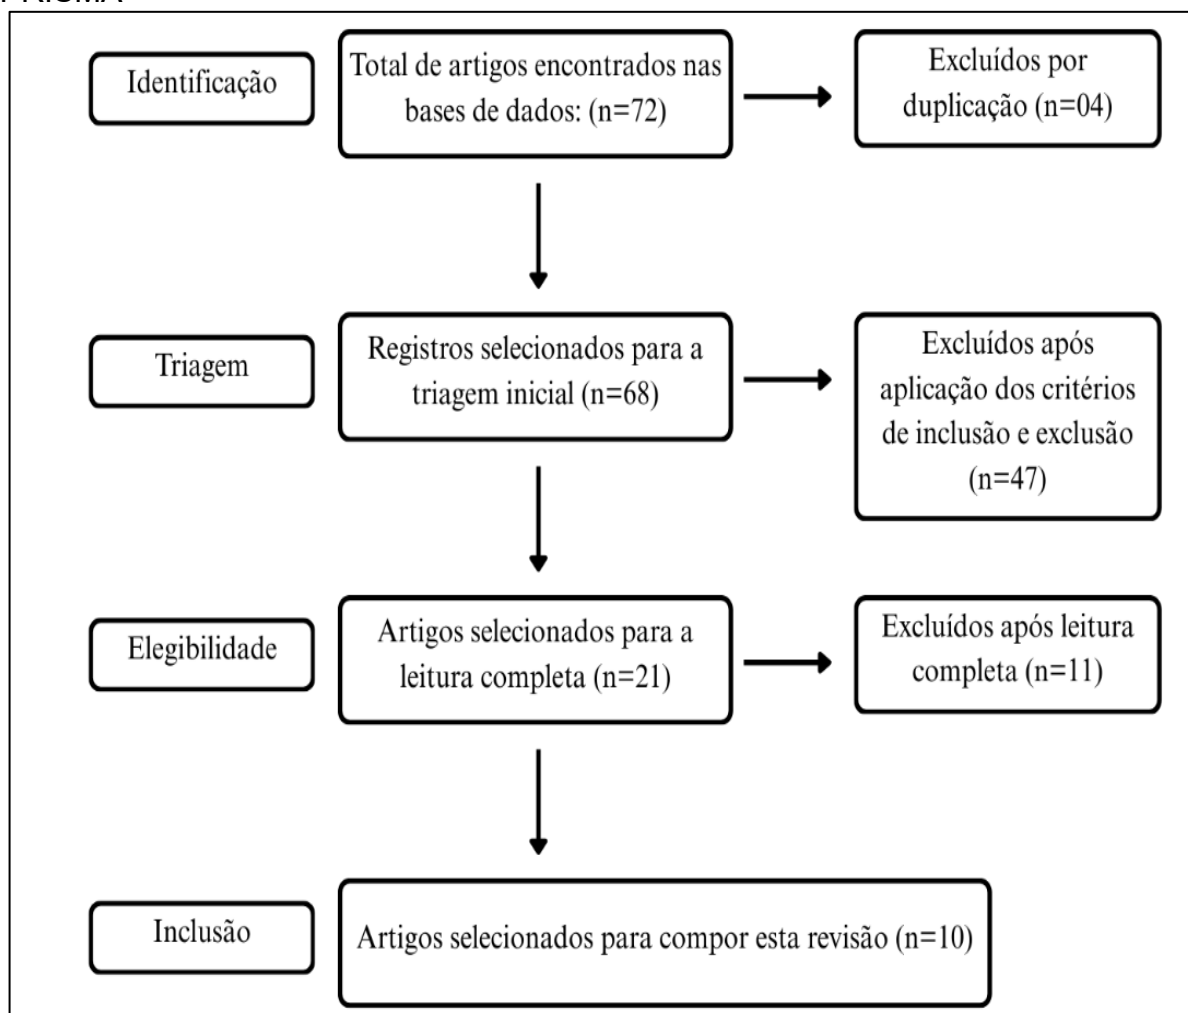 PRISMA
Identificação
Total de artigos encontrados nas
bases de dados: (n=72)
Excluídos por
duplicação (n=04)
Triagem
Registros selecionados para a
triagem inicial (n=68)
Excluídos após
aplicação dos critérios
de inclusão e exclusão
(n=47)
Elegibilidade
Artigos selecionados para a
leitura completa (n=21)
Excluídos após leitura
completa (n=11)
Inclusão
Artigos selecionados para compor esta revisão (n=10)